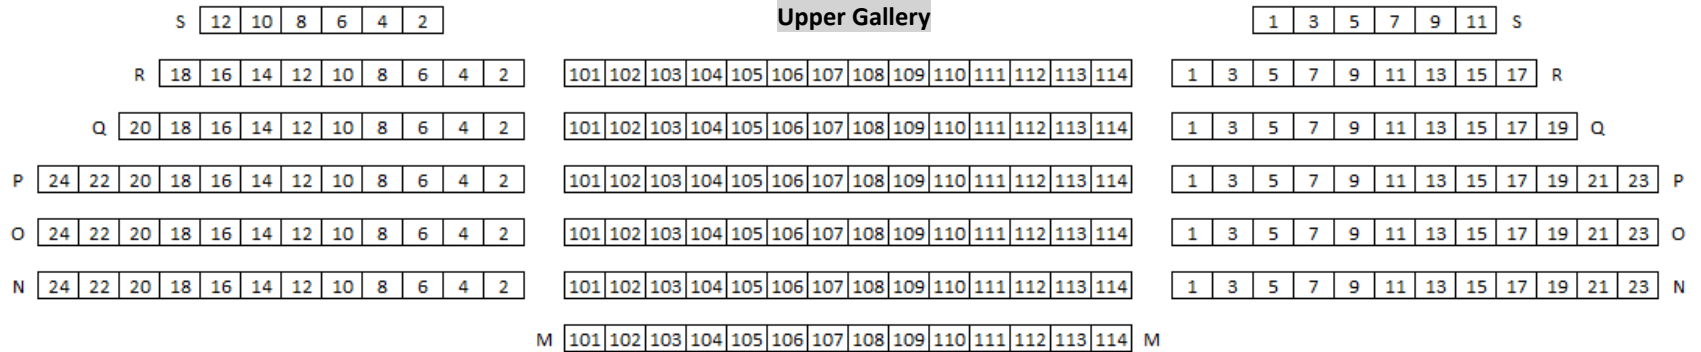 S 12 10 8 6 4 2 Upper Gallery 1 3 5 7 9 11 S
R 18 16 14 12 10 8 6 4 2 101 102 103 104 105 106 107 108 109 110 111 112 113 114 1 3 5 7 9 11 13 15 17 R
Q 20 18 16 14 12 10 8 6 4 2 101 102 103 104 105 106 107 108 109 110 111 112 113 114 1 3 5 7 9 11 13 15 17 19 Q
P 24 22 20 18 16 14 12 10 8 6 4 2 101 102 103 104 105 106 107 108 109 110 111 112 113 114 1 3 5 7 9 11 13 15 17 19 21 23 P
O 24 22 20 18 16 14 12 10 8 6 4 2 101 102 103 104 105 106 107 108 109 110 111 112 113 114 1 3 5 7 9 11 13 15 17 19 21 23 O
N 24 22 20 18 16 14 12 10 8 6 4 2 101 102 103 104 105 106 107 108 109 110 111 112 113 114 1 3 5 7 9 11 13 15 17 19 21 23 N
M 101 102 103 104 105 106 107 108 109 110 111 112 113 114 M